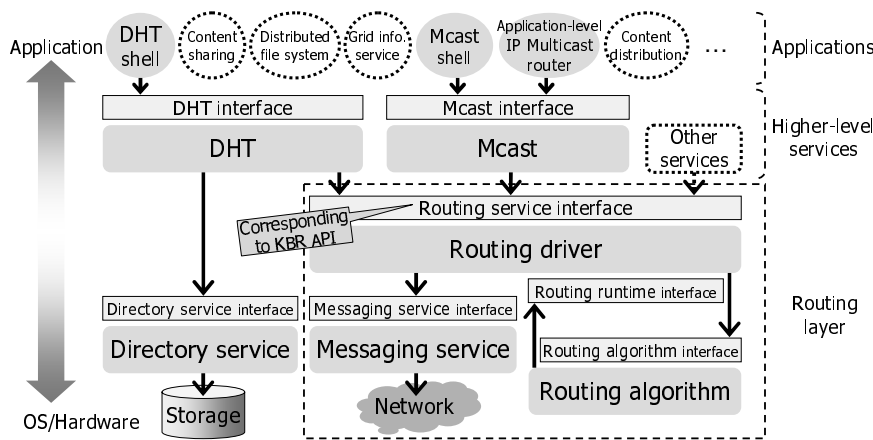 Application
DHT
shell
Content
sharing
Distributed
file system
Grid info.
service
Mcast
shell
Application-level
IP Multicast
router
Content
distribution
...
Applications
DHT interface
Mcast interface
DHT
Mcast
Other
services
Higher-level
services
Corresponding
to KBR API
Routing service interface
Routing driver
Directory service interface
Messaging service interface
Routing runtime interface
Routing algorithm interface
Directory service
Messaging service
Routing algorithm
Routing
layer
OS/Hardware
Storage
Network